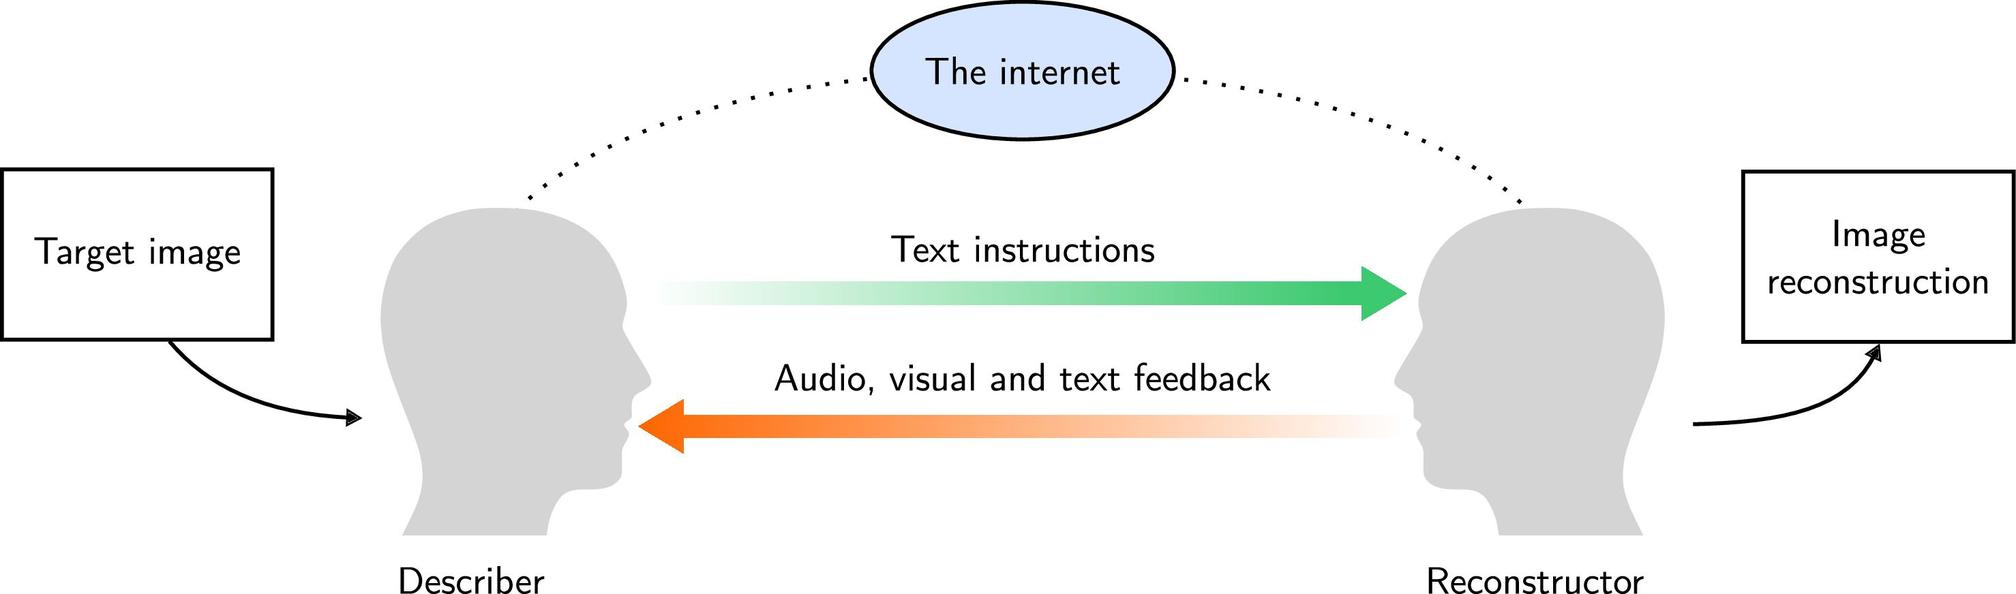 The internet
Target image
Text instructions
Image
reconstruction
Audio, visual and text feedback
Describer
Reconstructor